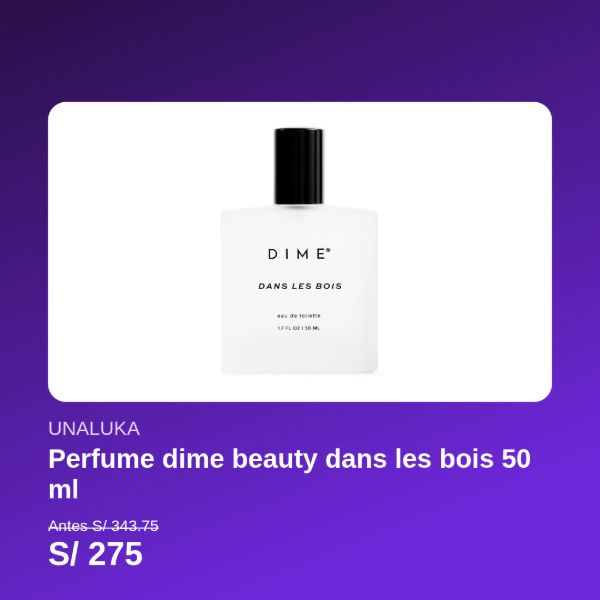 DIME®
DANS LES BOIS
eau de toilette
1.7 FL OZ | 50 ML
UNALUKA
Perfume dime beauty dans les bois 50
ml
Antes S/ 343.75
S/ 275